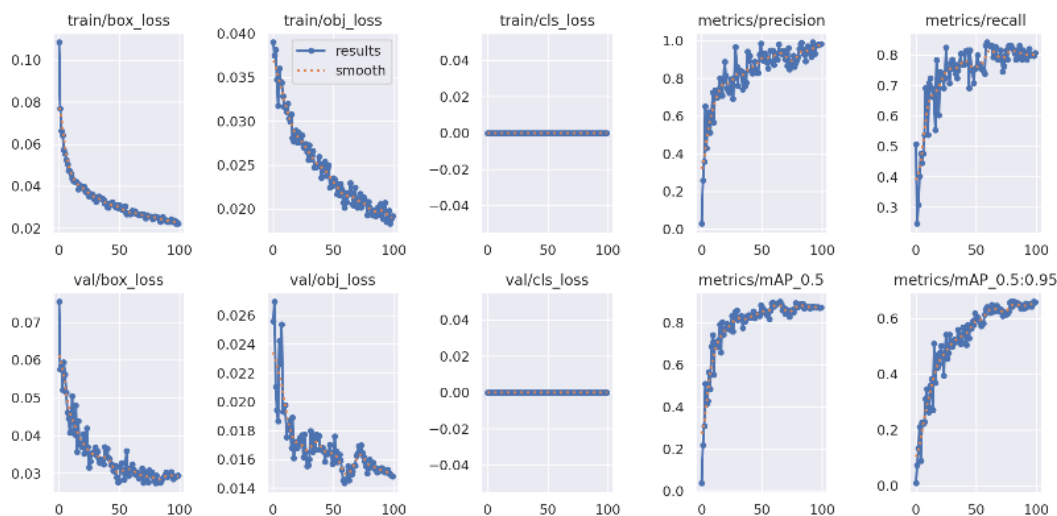 train/box_loss
train/obj_loss
train/cls_loss
metrics/precision
metrics/recall
0.10
0.08
0.06
0.04
0.02
0 50 100
0.040
0.035
0.030
0.025
0.020
results
smooth
0 50 100
0.04
0.02
0.00
−0.02
−0.04
0 50 100
1.0
0.8
0.6
0.4
0.2
0.0
0 50 100
0.8
0.7
0.6
0.5
0.4
0.3
0 50 100
val/box_loss
val/obj_loss
val/cls_loss
metrics/mAP_0.5
metrics/mAP_0.5:0.95
0.07
0.06
0.05
0.04
0.03
0 50 100
0.026
0.024
0.022
0.020
0.018
0.016
0.014
0 50 100
0.04
0.02
0.00
−0.02
−0.04
0 50 100
0.8
0.6
0.4
0.2
0.0
0 50 100
0.6
0.4
0.2
0.0
0 50 100